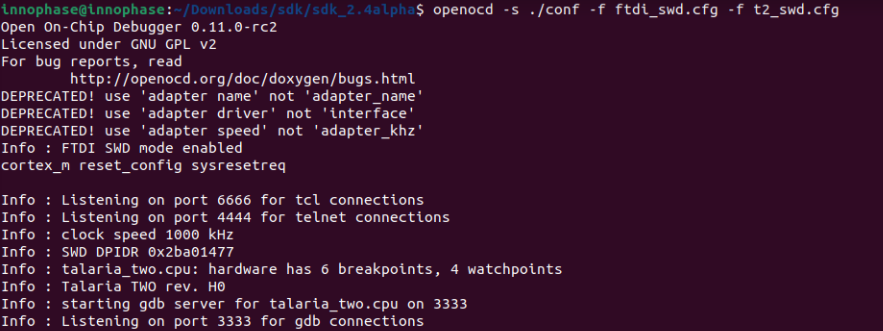 innophase@innophase:~/Downloads/sdk/sdk_2.4alpha$ openocd -s ./conf -f ftdi_swd.cfg -f t2_swd.cfg
Open On-Chip Debugger 0.11.0-rc2
Licensed under GNU GPL v2
For bug reports, read
        http://openocd.org/doc/doxygen/bugs.html
DEPRECATED! use 'adapter name' not 'adapter_name'
DEPRECATED! use 'adapter driver' not 'interface'
DEPRECATED! use 'adapter speed' not 'adapter_khz'
Info : FTDI SWD mode enabled
cortex_m reset_config sysresetreq

Info : Listening on port 6666 for tcl connections
Info : Listening on port 4444 for telnet connections
Info : clock speed 1000 kHz
Info : SWD DPIDR 0x2ba01477
Info : talaria_two.cpu: hardware has 6 breakpoints, 4 watchpoints
Info : Talaria TWO rev. H0
Info : starting gdb server for talaria_two.cpu on 3333
Info : Listening on port 3333 for gdb connections